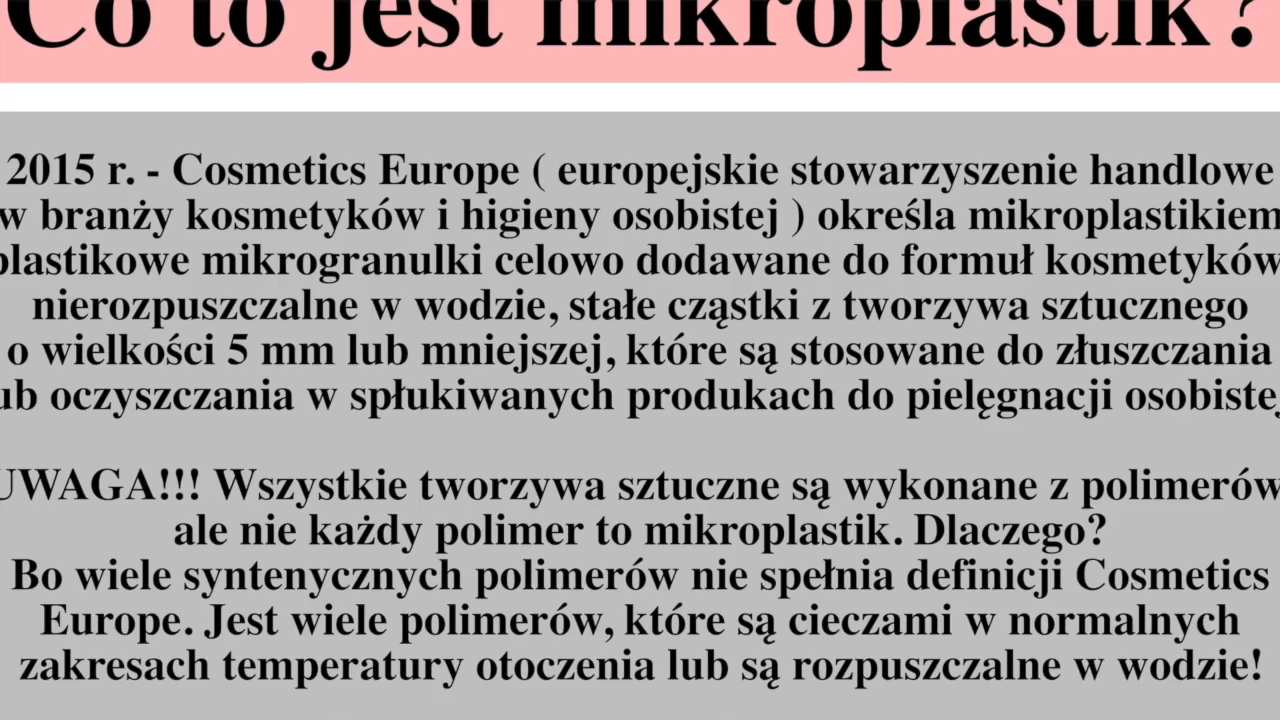 Co to jest mikroplastik?
2015 r. - Cosmetics Europe ( europejskie stowarzyszenie handlowe
w branży kosmetyków i higieny osobistej ) określa mikroplastikiem
plastikowe mikrogranulki celowo dodawane do formuł kosmetyków
nierozpuszczalne w wodzie, stałe cząstki z tworzywa sztucznego
o wielkości 5 mm lub mniejszej, które są stosowane do złuszczania
lub oczyszczania w spłukiwanych produkach do pielęgnacji osobistej
UWAGA!!! Wszystkie tworzywa sztuczne są wykonane z polimerów
ale nie każdy polimer to mikroplastik. Dlaczego?
Bo wiele syntenycznych polimerów nie spełnia definicji Cosmetics
Europe. Jest wiele polimerów, które są cieczami w normalnych
zakresach temperatury otoczenia lub są rozpuszczalne w wodzie!